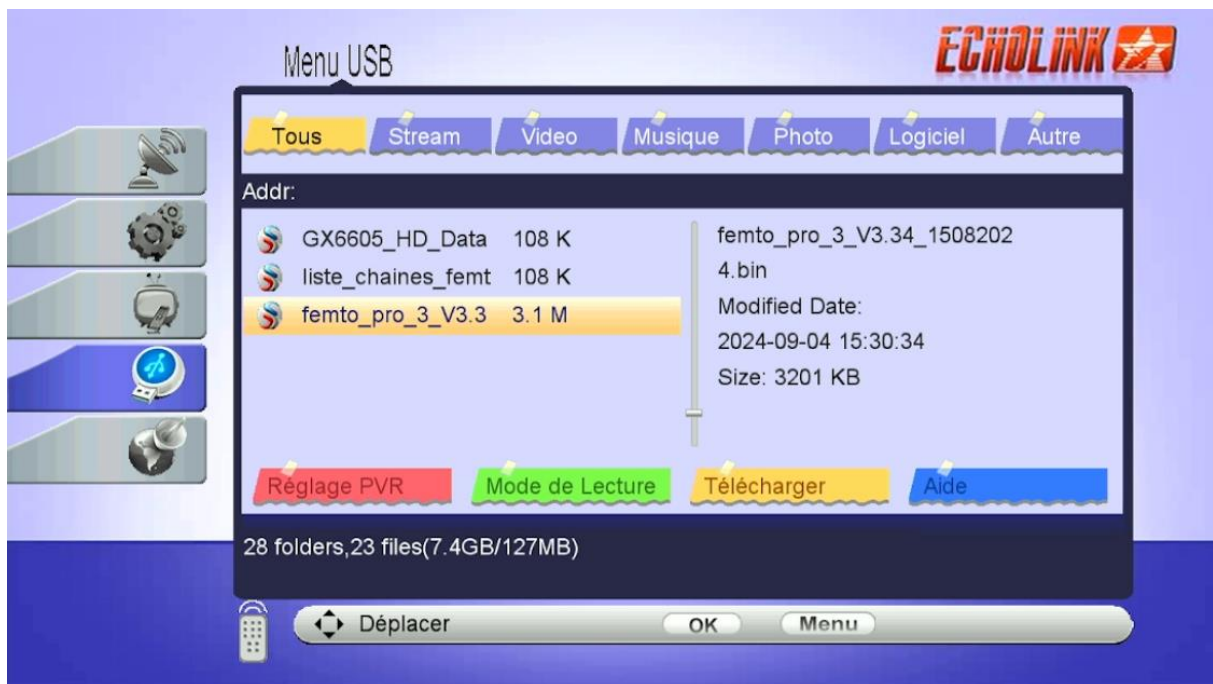 Menu USB
ECHOLINK
Tous Stream Video Musique Photo Logiciel Autre
Addr:
GX6605_HD_Data 108 K
liste_chaines_femt 108 K
femto_pro_3_V3.3 3.1 M
femto_pro_3_V3.34_1508202
4.bin
Modified Date:
2024-09-04 15:30:34
Size: 3201 KB
Réglage PVR Mode de Lecture Télécharger Aide
28 folders,23 files(7.4GB/127MB)
Déplacer OK Menu